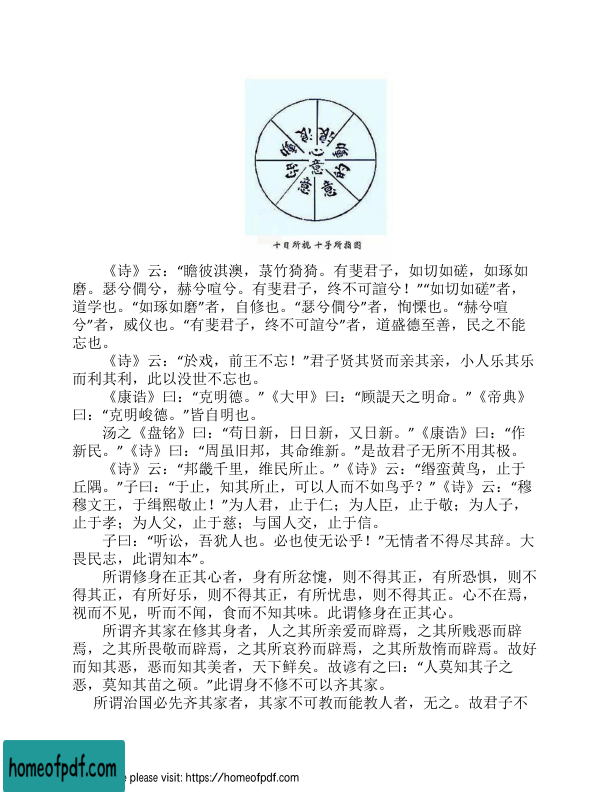 心
意
十目所视 十手所指图
《诗》云：“瞻彼淇澳，菉竹猗猗。有斐君子，如切如磋，如琢如
磨。瑟兮僩兮，赫兮喧兮。有斐君子，终不可諠兮！”“如切如磋”者，
道学也。“如琢如磨”者，自修也。“瑟兮僩兮”者，恂慄也。“赫兮喧
兮”者，威仪也。“有斐君子，终不可諠兮”者，道盛德至善，民之不能
忘也。
《诗》云：“於戏，前王不忘！”君子贤其贤而亲其亲，小人乐其乐
而利其利，此以没世不忘也。
《康诰》曰：“克明德。”《大甲》曰：“顾諟天之明命。”《帝典》
曰：“克明峻德。”皆自明也。
汤之《盘铭》曰：“苟日新，日日新，又日新。”《康诰》曰：“作
新民。”《诗》曰：“周虽旧邦，其命维新。”是故君子无所不用其极。
《诗》云：“邦畿千里，维民所止。”《诗》云：“缗蛮黄鸟，止于
丘隅。”子曰：“于止，知其所止，可以人而不如鸟乎？”《诗》云：“穆
穆文王，于缉熙敬止！”为人君，止于仁；为人臣，止于敬；为人子，
止于孝；为人父，止于慈；与国人交，止于信。
子曰：“听讼，吾犹人也。必也使无讼乎！”无情者不得尽其辞。大
畏民志，此谓知本”。
所谓修身在正其心者，身有所忿懥，则不得其正，有所恐惧，则不
得其正，有所好乐，则不得其正，有所忧患，则不得其正。心不在焉，
视而不见，听而不闻，食而不知其味。此谓修身在正其心。
所谓齐其家在修其身者，人之其所亲爱而辟焉，之其所贱恶而辟
焉，之其所畏敬而辟焉，之其所哀矜而辟焉，之其所敖惰而辟焉。故好
而知其恶，恶而知其美者，天下鲜矣。故谚有之曰：“人莫知其子之
恶，莫知其苗之硕。”此谓身不修不可以齐其家。
所谓治国必先齐其家者，其家不可教而能教人者，无之。故君子不
homeofpdf.com
e please visit: https://homeofpdf.com